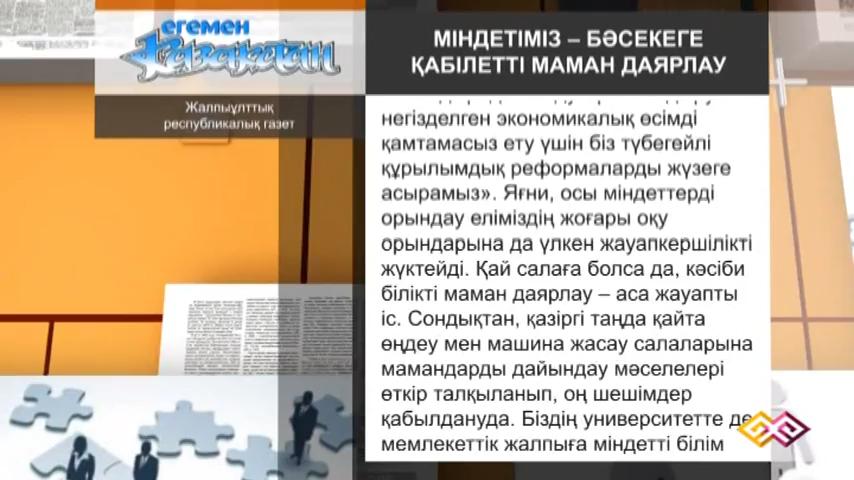 егемен
Қазақстан
Жалпыұлттық
республикалық газет
МІНДЕТІМІЗ – БӘСЕКЕГЕ
ҚАБІЛЕТТІ МАМАН ДАЯРЛАУ
негізделген экономикалық өсімді
қамтамасыз ету үшін біз түбегейлі
құрылымдық реформаларды жүзеге
асырамыз». Яғни, осы міндеттерді
орындау еліміздің жоғары оқу
орындарына да үлкен жауапкершілікті
жүктейді. Қай салаға болса да, кәсіби
білікті маман даярлау – аса жауапты
іс. Сондықтан, қазіргі таңда қайта
өңдеу мен машина жасау салаларына
мамандарды дайындау мәселелері
өткір талқыланып, оң шешімдер
қабылдануда. Біздің университетте де
мемлекеттік жалпыға міндетті білім